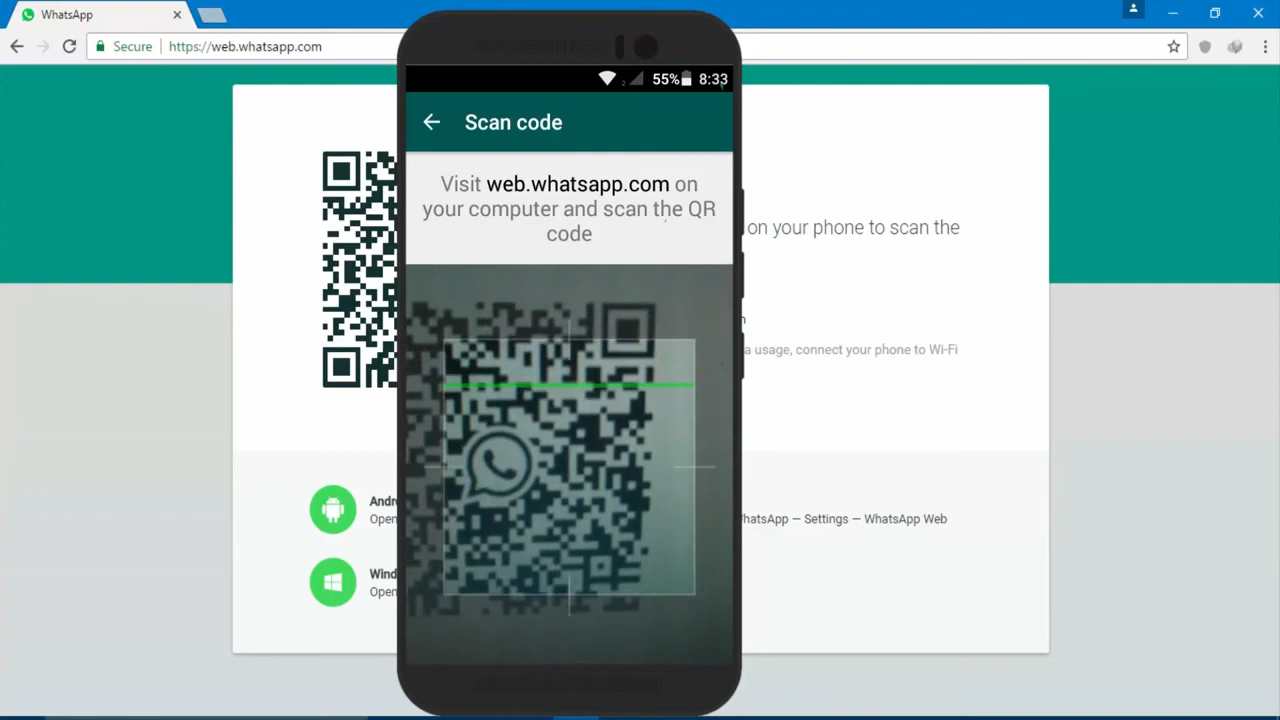 WhatsApp
Secure
https://web.whatsapp.com
55%
8:33
Scan code
Visit web.whatsapp.com on
your computer and scan the QR
code
on your phone to scan the
usage, connect your phone to Wi-Fi
Open
WhatsApp — Settings — WhatsApp Web
Open